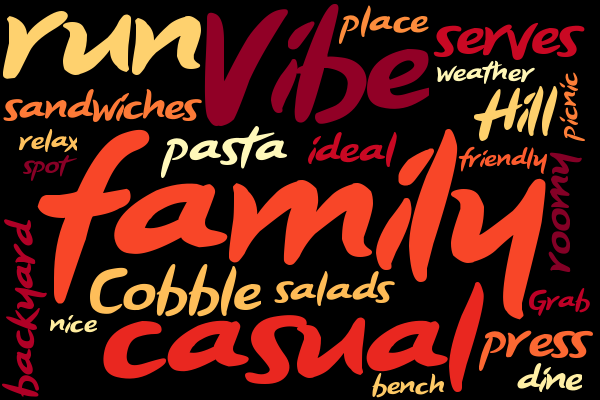 run
Vibe
place
serves
weather
sandwiches
Hill
picnic
relax
pasta
ideal
friendly
spot
family
roomy
backyard
Cobble
salads
Grab
nice
casual
press
bench
dine